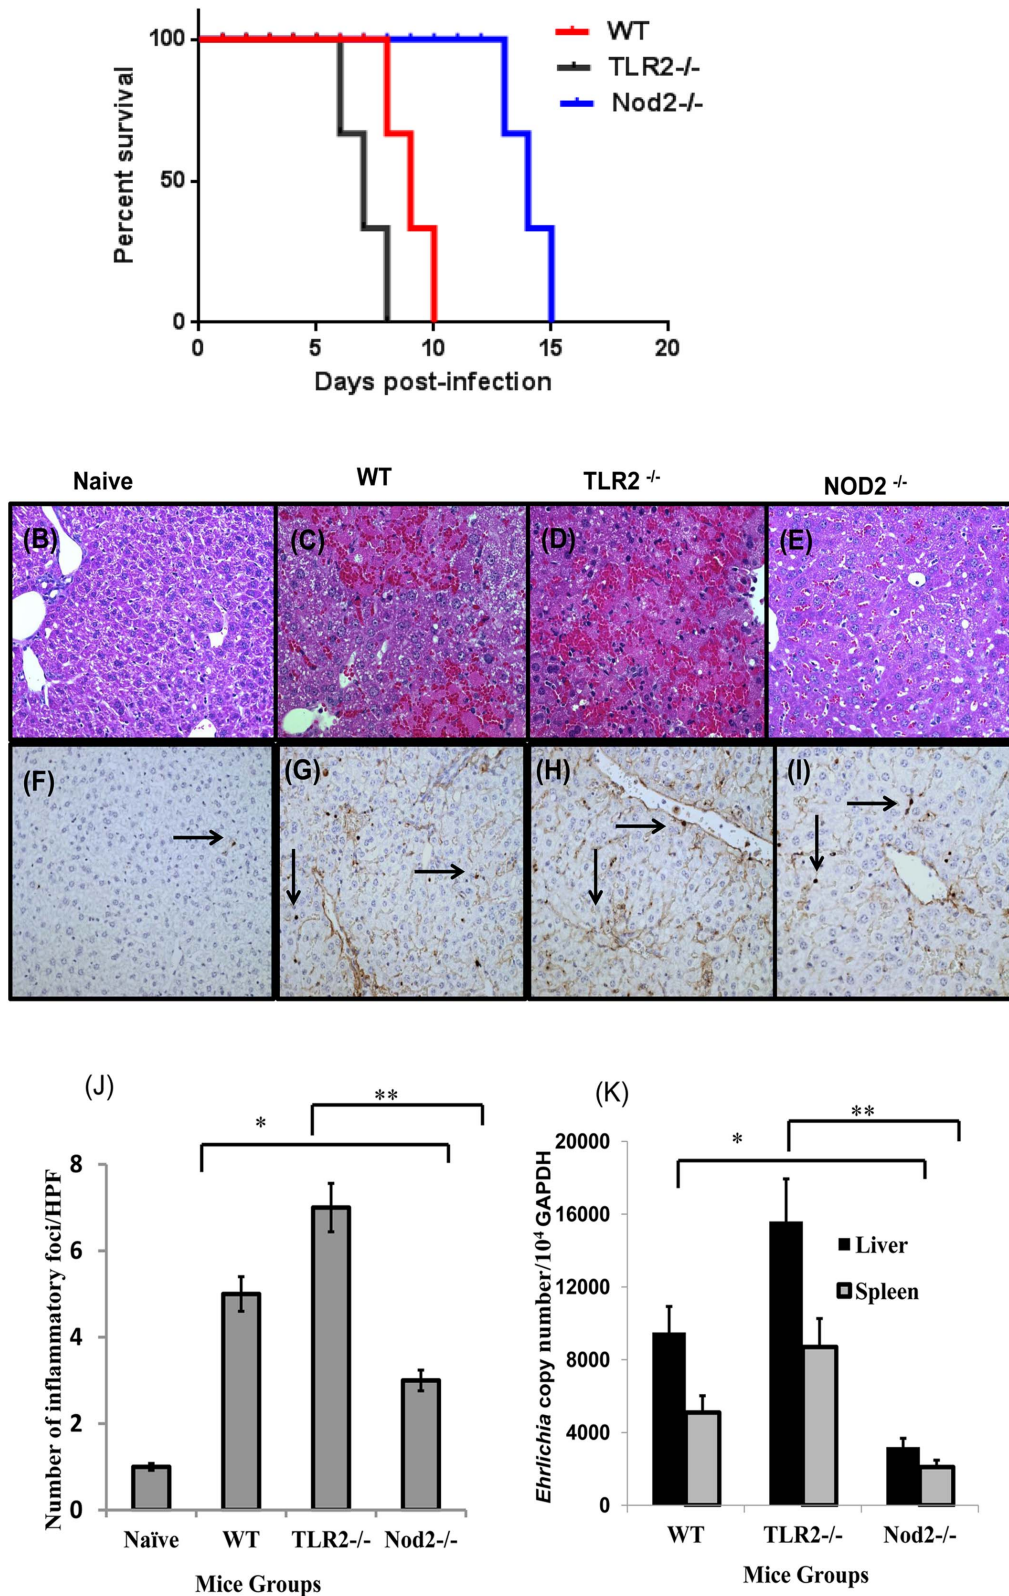 WT
TLR2-/-
Nod2-/-
100
50
0
Percent survival
0 5 10 15 20
Days post-infection
Naive WT TLR2 -/- NOD2 -/-
(B) (C) (D) (E)
(F) (G) (H) (I)
(J)
* **
8
6
4
2
0
Number of inflammatory foci/HPF
Naïve WT TLR2-/- Nod2-/-
Mice Groups
(K)
* **
20000
16000
12000
8000
4000
0
Ehrlichia copy number/10⁴ GAPDH
Liver
Spleen
WT TLR2-/- Nod2-/-
Mice Groups